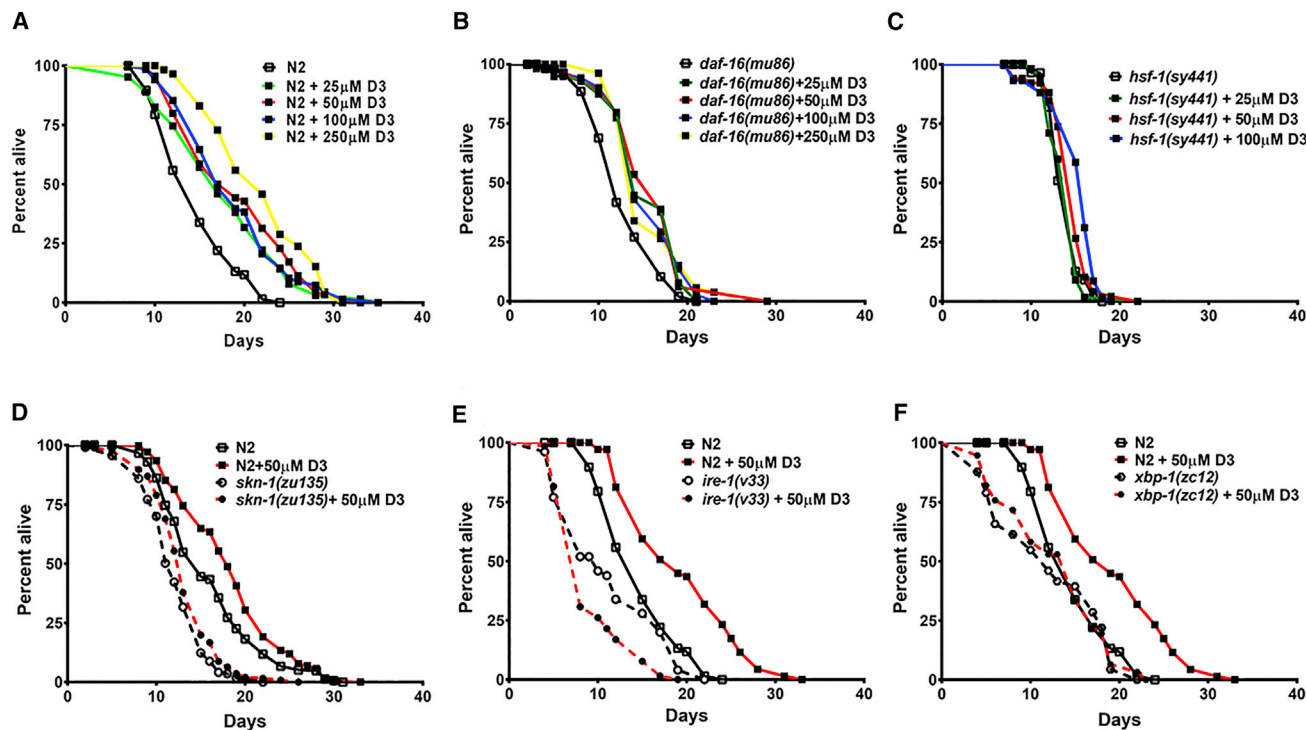 A
Percent alive
100
75
50
25
0
0 10 20 30 40
Days
N2
N2 + 25μM D3
N2 + 50μM D3
N2 + 100μM D3
N2 + 250μM D3
B
Percent alive
100
75
50
25
0
0 10 20 30 40
Days
daf-16(mu86)
daf-16(mu86)+25μM D3
daf-16(mu86)+50μM D3
daf-16(mu86)+100μM D3
daf-16(mu86)+250μM D3
C
Percent alive
100
75
50
25
0
0 10 20 30 40
Days
hsf-1(sy441)
hsf-1(sy441) + 25μM D3
hsf-1(sy441) + 50μM D3
hsf-1(sy441) + 100μM D3
D
Percent alive
100
75
50
25
0
0 10 20 30 40
Days
N2
N2+50μM D3
skn-1(zu135)
skn-1(zu135)+ 50μM D3
E
Percent alive
100
75
50
25
0
0 10 20 30 40
Days
N2
N2 + 50μM D3
ire-1(v33)
ire-1(v33) + 50μM D3
F
Percent alive
100
75
50
25
0
0 10 20 30 40
Days
N2
N2 + 50μM D3
xbp-1(zc12)
xbp-1(zc12) + 50μM D3